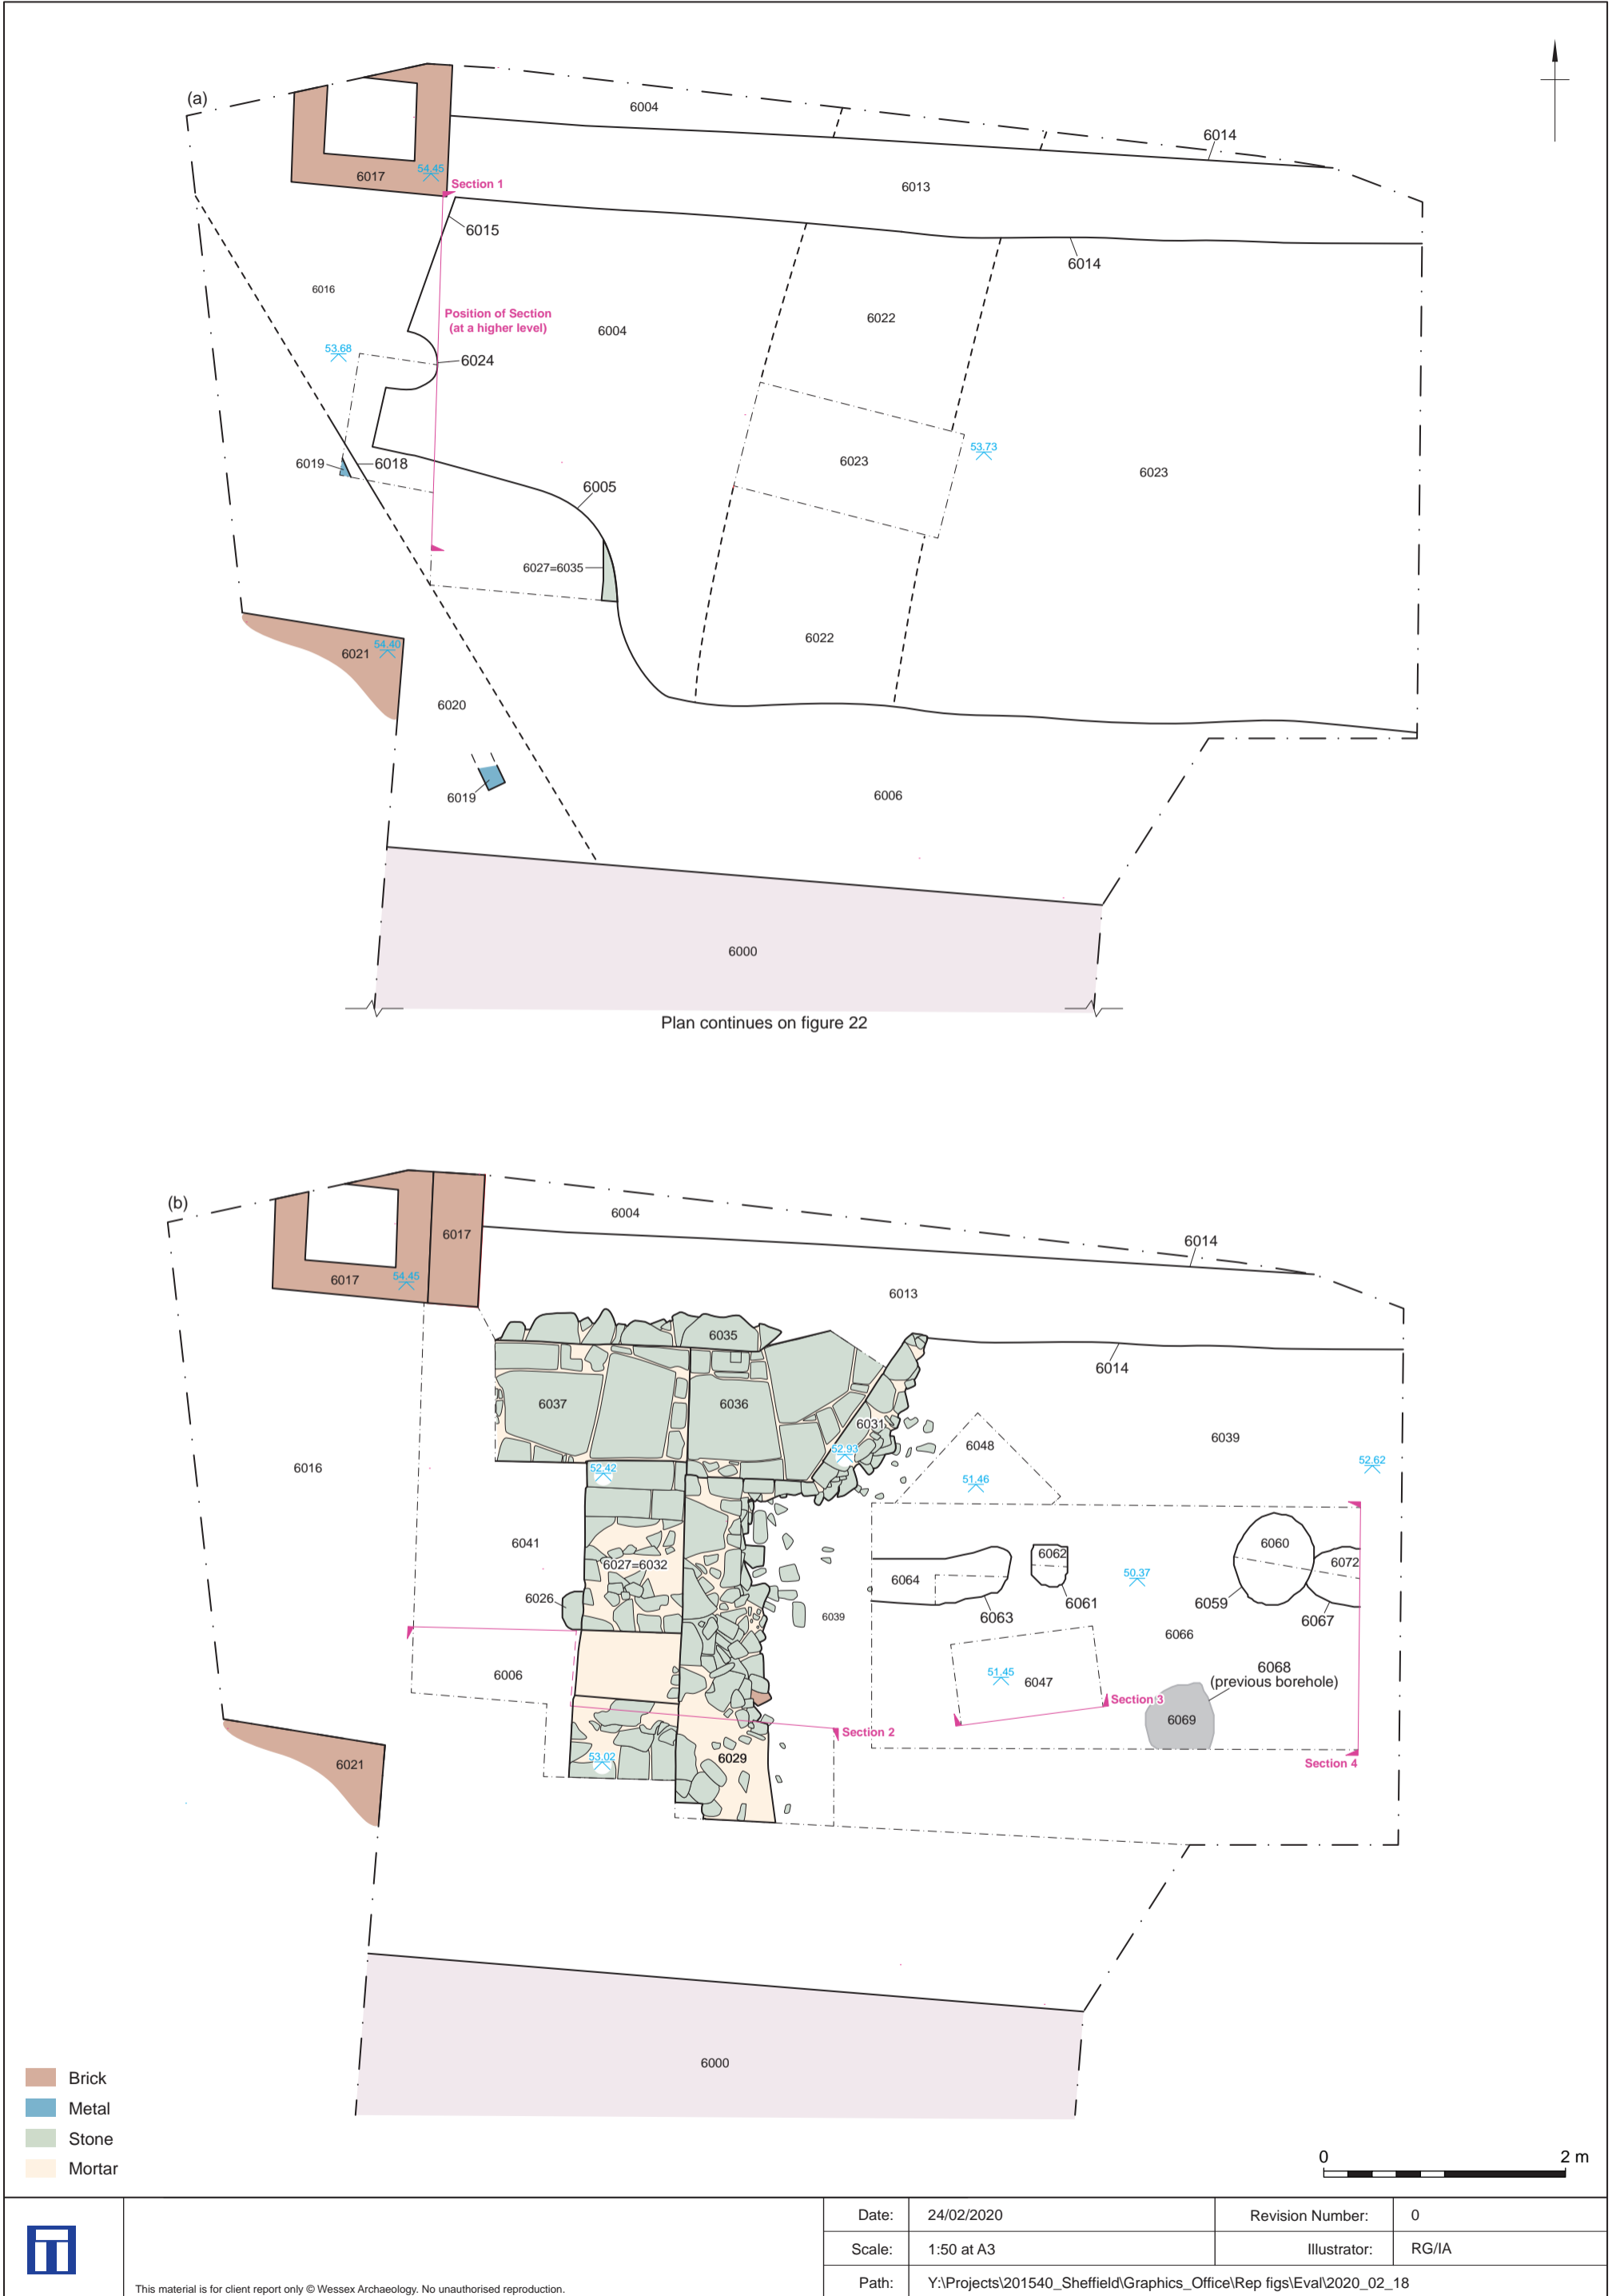 (a)
6004
6014
6017
54.45
Section 1
6013
6015
6014
6016
Position of Section
(at a higher level)
6004
6022
53.68
6024
53.73
6019
6018
6023
6023
6005
6027=6035
6022
6021
54.40
6020
6019
6006
6000
Plan continues on figure 22
(b)
6004
6017
6014
6017
54.45
6013
6035
6014
6037
6036
6031
6048
6039
52.93
52.42
51.46
52.62
6016
6041
6027=6032
6062
6060
6072
6064
50.37
6026
6039
6063
6061
6059
6067
6066
6006
51.45
6047
6068
(previous borehole)
Section 3
6069
Section 2
53.02
6029
Section 4
6021
6000
Brick
Metal
Stone
Mortar
0
2 m
Date:
24/02/2020
Revision Number:
0
Scale:
1:50 at A3
Illustrator:
RG/IA
This material is for client report only © Wessex Archaeology. No unauthorised reproduction.
Path:
Y:\Projects\201540_Sheffield\Graphics_Office\Rep figs\Eval\2020_02_18